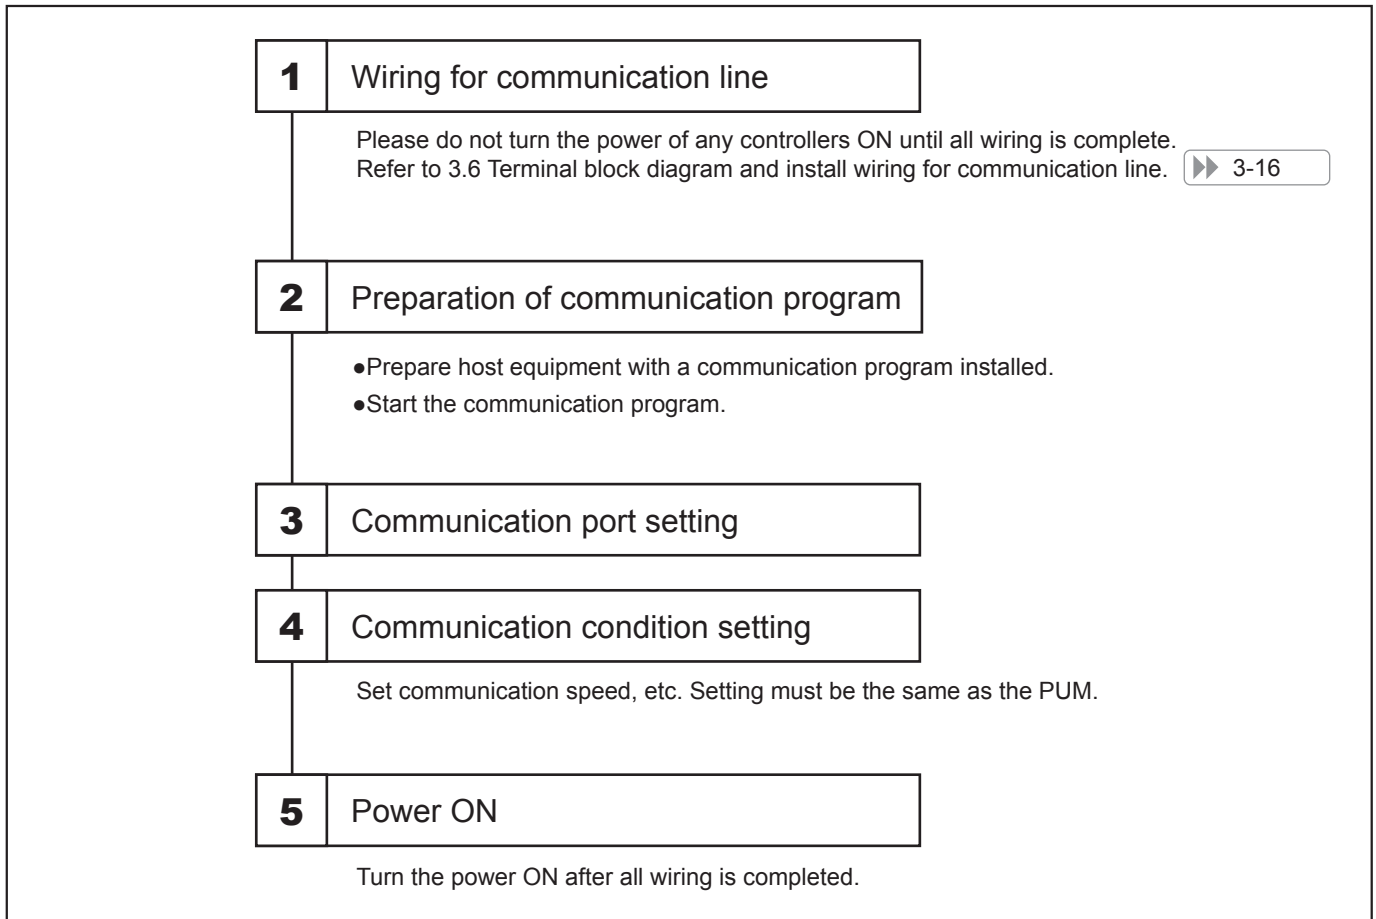 1 Wiring for communication line
Please do not turn the power of any controllers ON until all wiring is complete.
Refer to 3.6 Terminal block diagram and install wiring for communication line. 3-16
2 Preparation of communication program
●Prepare host equipment with a communication program installed.
●Start the communication program.
3 Communication port setting
4 Communication condition setting
Set communication speed, etc. Setting must be the same as the PUM.
5 Power ON
Turn the power ON after all wiring is completed.